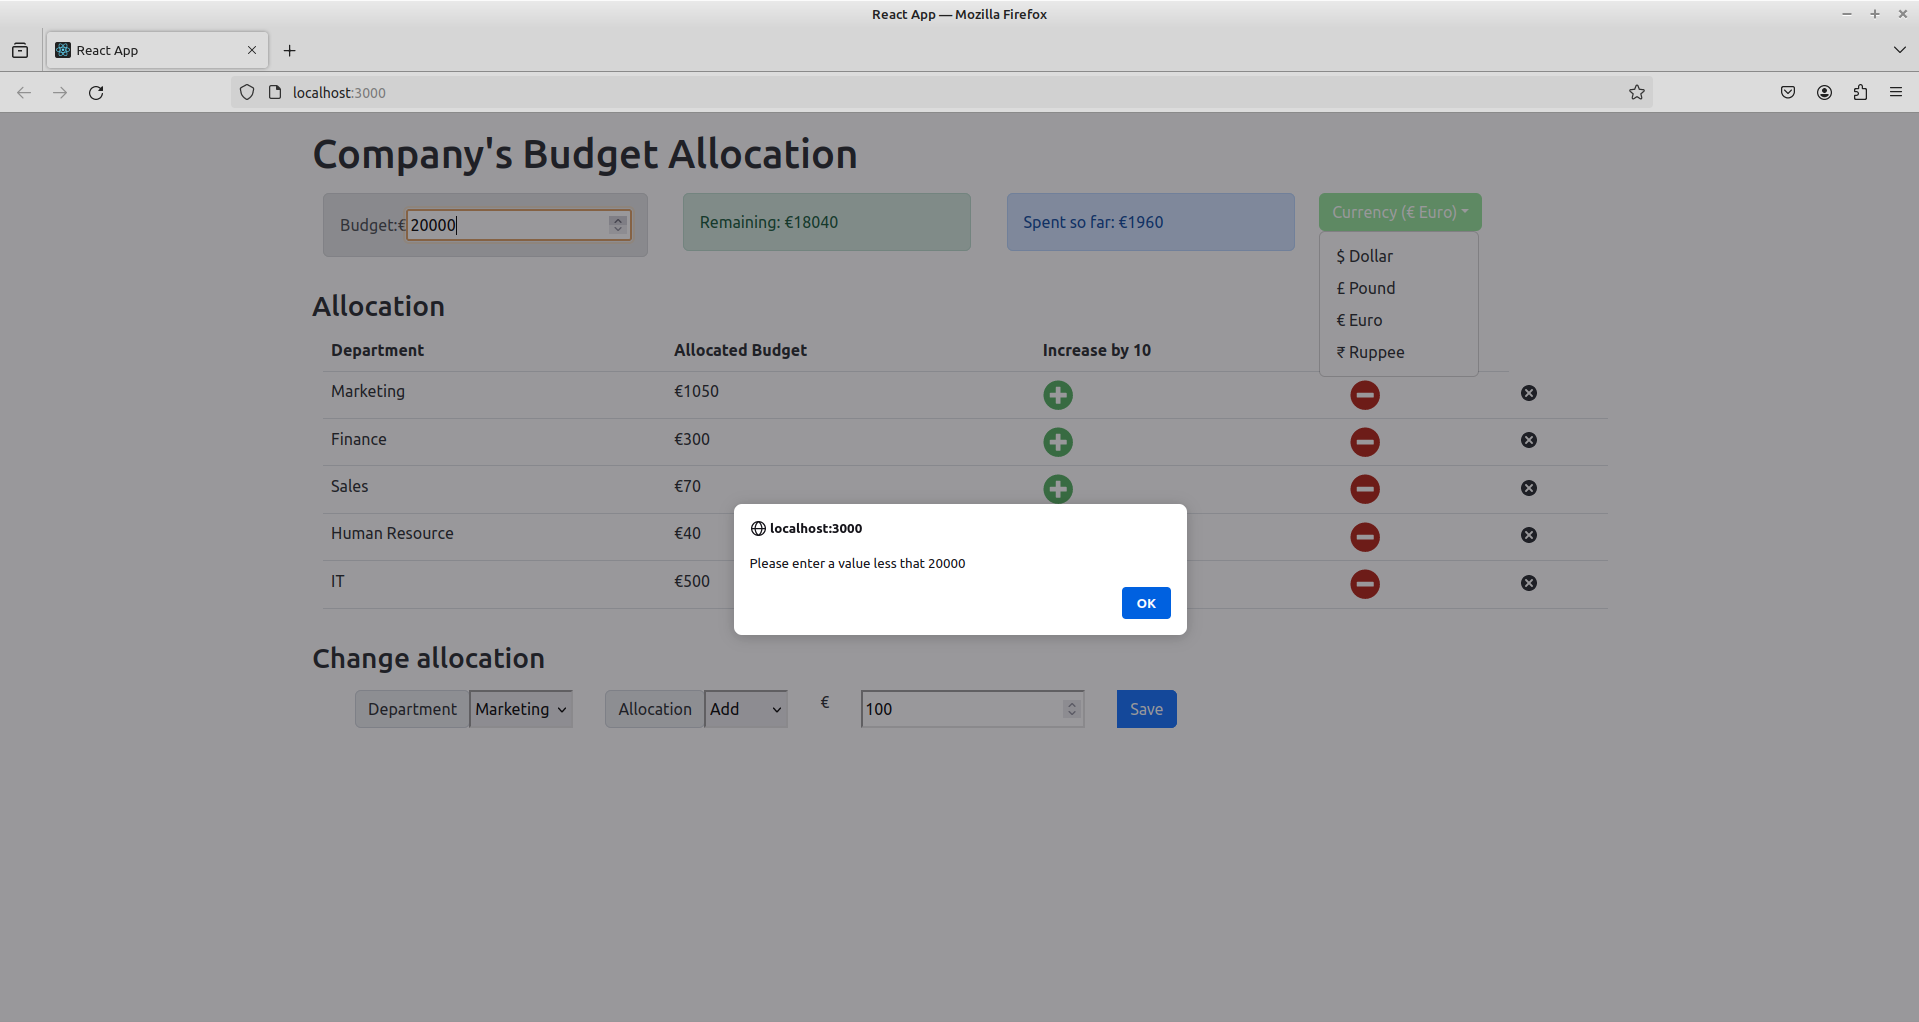 React App — Mozilla Firefox
React App
localhost:3000
Company's Budget Allocation
Budget:€ 20000
Remaining: €18040
Spent so far: €1960
Currency (€ Euro)
$ Dollar
£ Pound
€ Euro
₹ Ruppee
Allocation
Department Allocated Budget Increase by 10
Marketing €1050
Finance €300
Sales €70
Human Resource €40
IT €500
localhost:3000
Please enter a value less that 20000
OK
Change allocation
Department Marketing Allocation Add € 100 Save